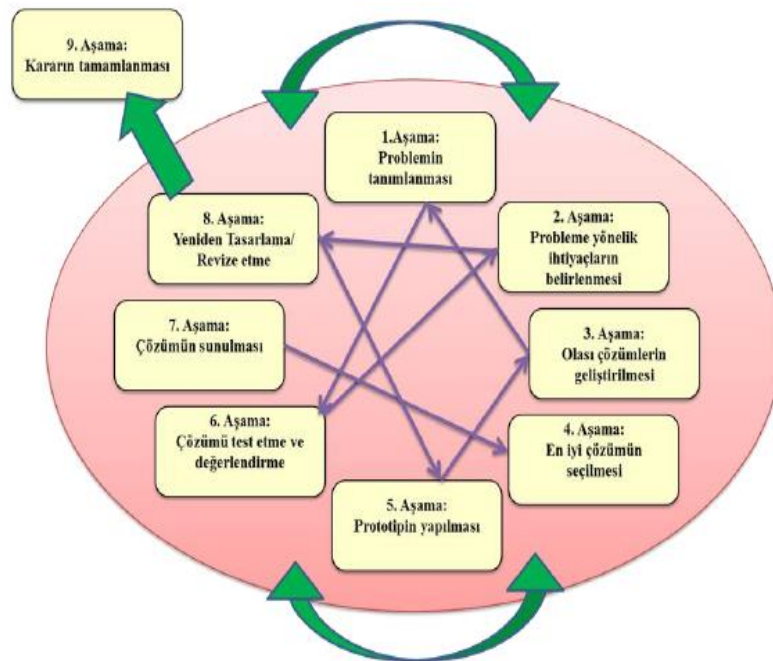 9. Aşama:
Kararın tamamlanması
1.Aşama:
Problemin
tanımlanması
2. Aşama:
Probleme yönelik
ihtiyaçların
belirlenmesi
3. Aşama:
Olası çözümlerin
geliştirilmesi
4. Aşama:
En iyi çözümün
seçilmesi
5. Aşama:
Prototipin yapılması
6. Aşama:
Çözümü test etme ve
değerlendirme
7. Aşama:
Çözümün sunulması
8. Aşama:
Yeniden Tasarlama/
Revize etme